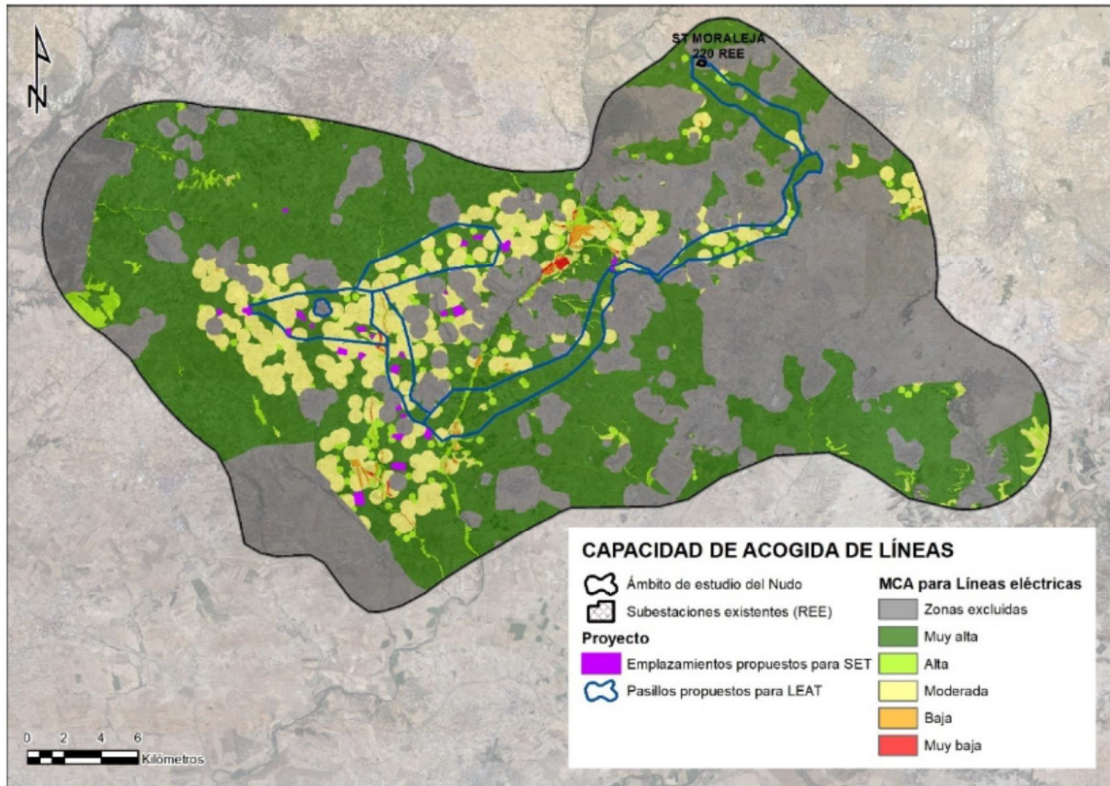 ST MORALEJA
220 REE
N
CAPACIDAD DE ACOGIDA DE LÍNEAS
Ámbito de estudio del Nudo
Subestaciones existentes (REE)
Proyecto
Emplazamientos propuestos para SET
Pasillos propuestos para LEAT
MCA para Líneas eléctricas
Zonas excluidas
Muy alta
Alta
Moderada
Baja
Muy baja
0 2 4 6
Kilómetros